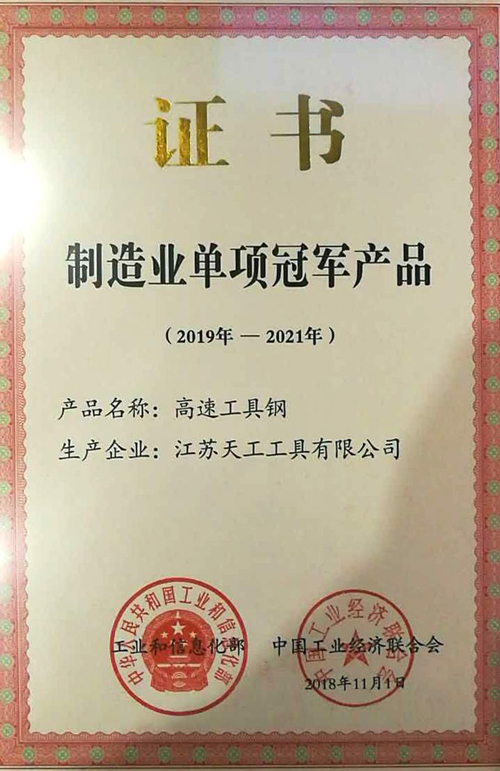 证书
制造业单项冠军产品
（2019年 — 2021年）
产品名称：高速工具钢
生产企业：江苏天工工具有限公司
中华人民共和国工业和信息化部
工业和信息化部
中国工业经济联合会
中国工业经济联合会
2018年11月1日